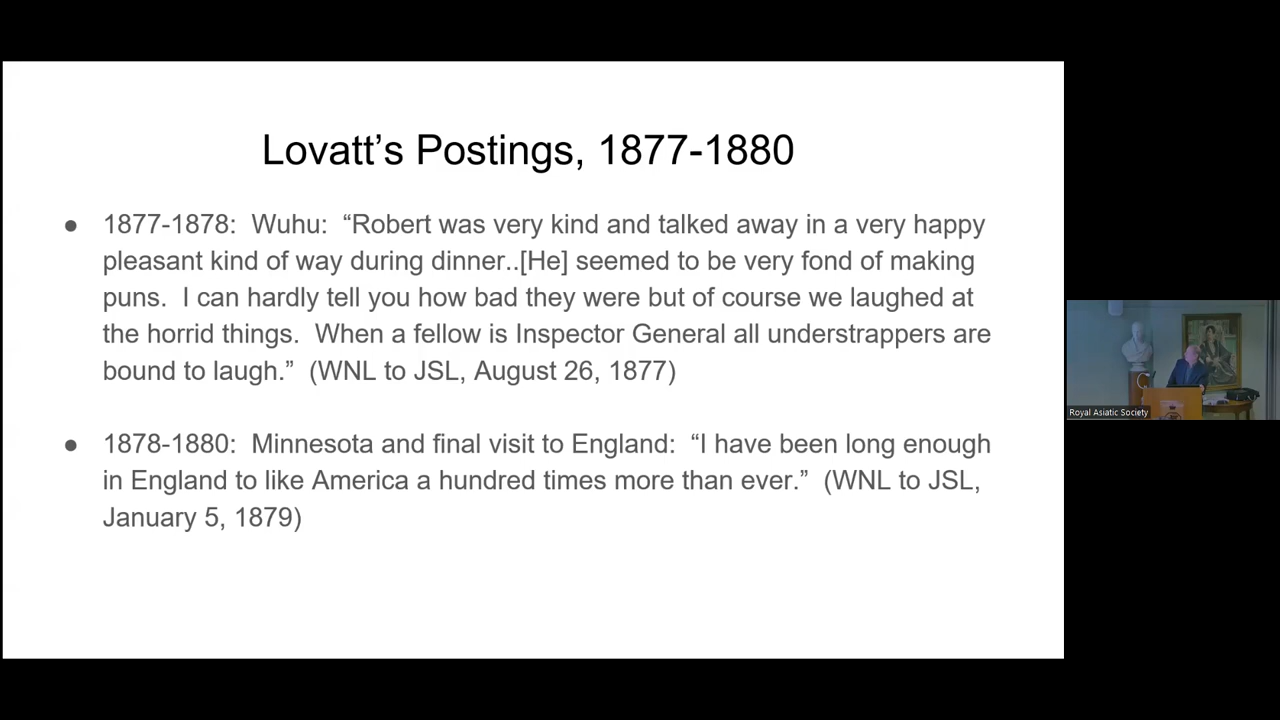 Lovatt’s Postings, 1877-1880
● 1877-1878: Wuhu: “Robert was very kind and talked away in a very happy
pleasant kind of way during dinner..[He] seemed to be very fond of making
puns. I can hardly tell you how bad they were but of course we laughed at
the horrid things. When a fellow is Inspector General all understrappers are
bound to laugh.” (WNL to JSL, August 26, 1877)
● 1878-1880: Minnesota and final visit to England: “I have been long enough
in England to like America a hundred times more than ever.” (WNL to JSL,
January 5, 1879)
Royal Asiatic Society